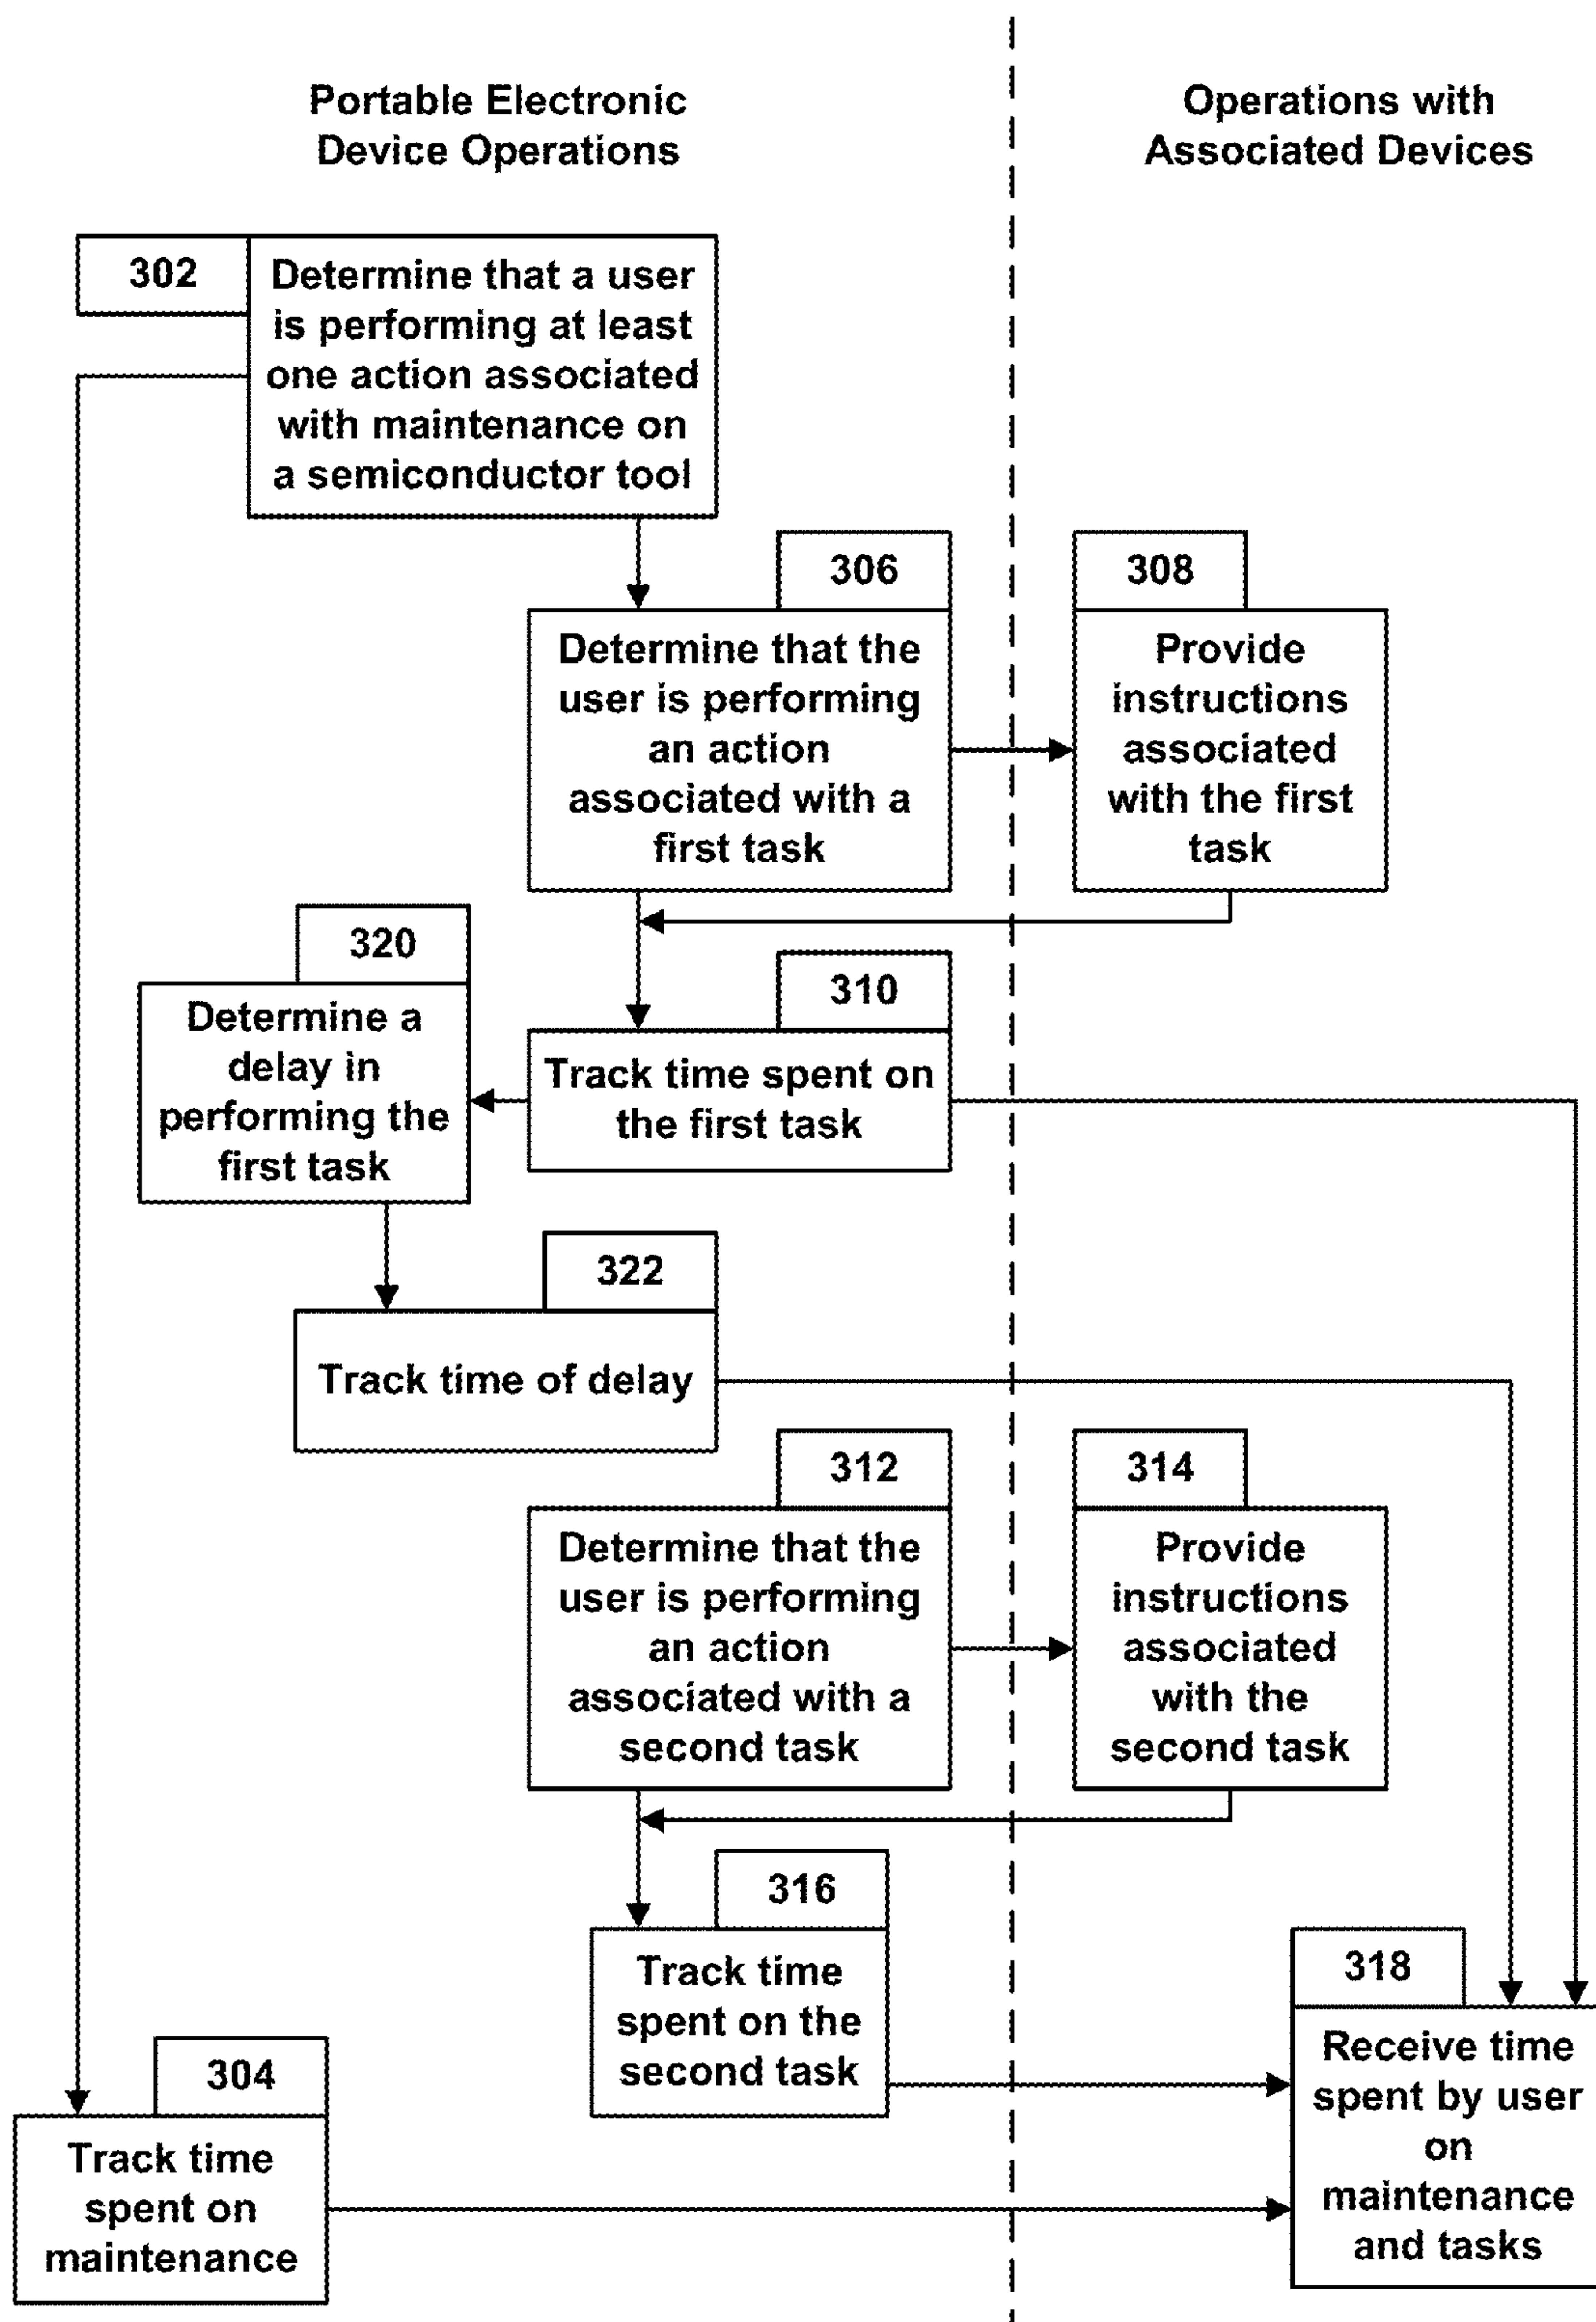 Portable Electronic
Device Operations
Operations with
Associated Devices
302
Determine that a user
is performing at least
one action associated
with maintenance on
a semiconductor tool
306
Determine that the
user is performing
an action
associated with a
first task
308
Provide
instructions
associated
with the first
task
320
Determine a
delay in
performing the
first task
310
Track time spent on
the first task
322
Track time of delay
312
Determine that the
user is performing
an action
associated with a
second task
314
Provide
instructions
associated
with the
second task
316
Track time
spent on the
second task
318
Receive time
spent by user
on
maintenance
and tasks
304
Track time
spent on
maintenance